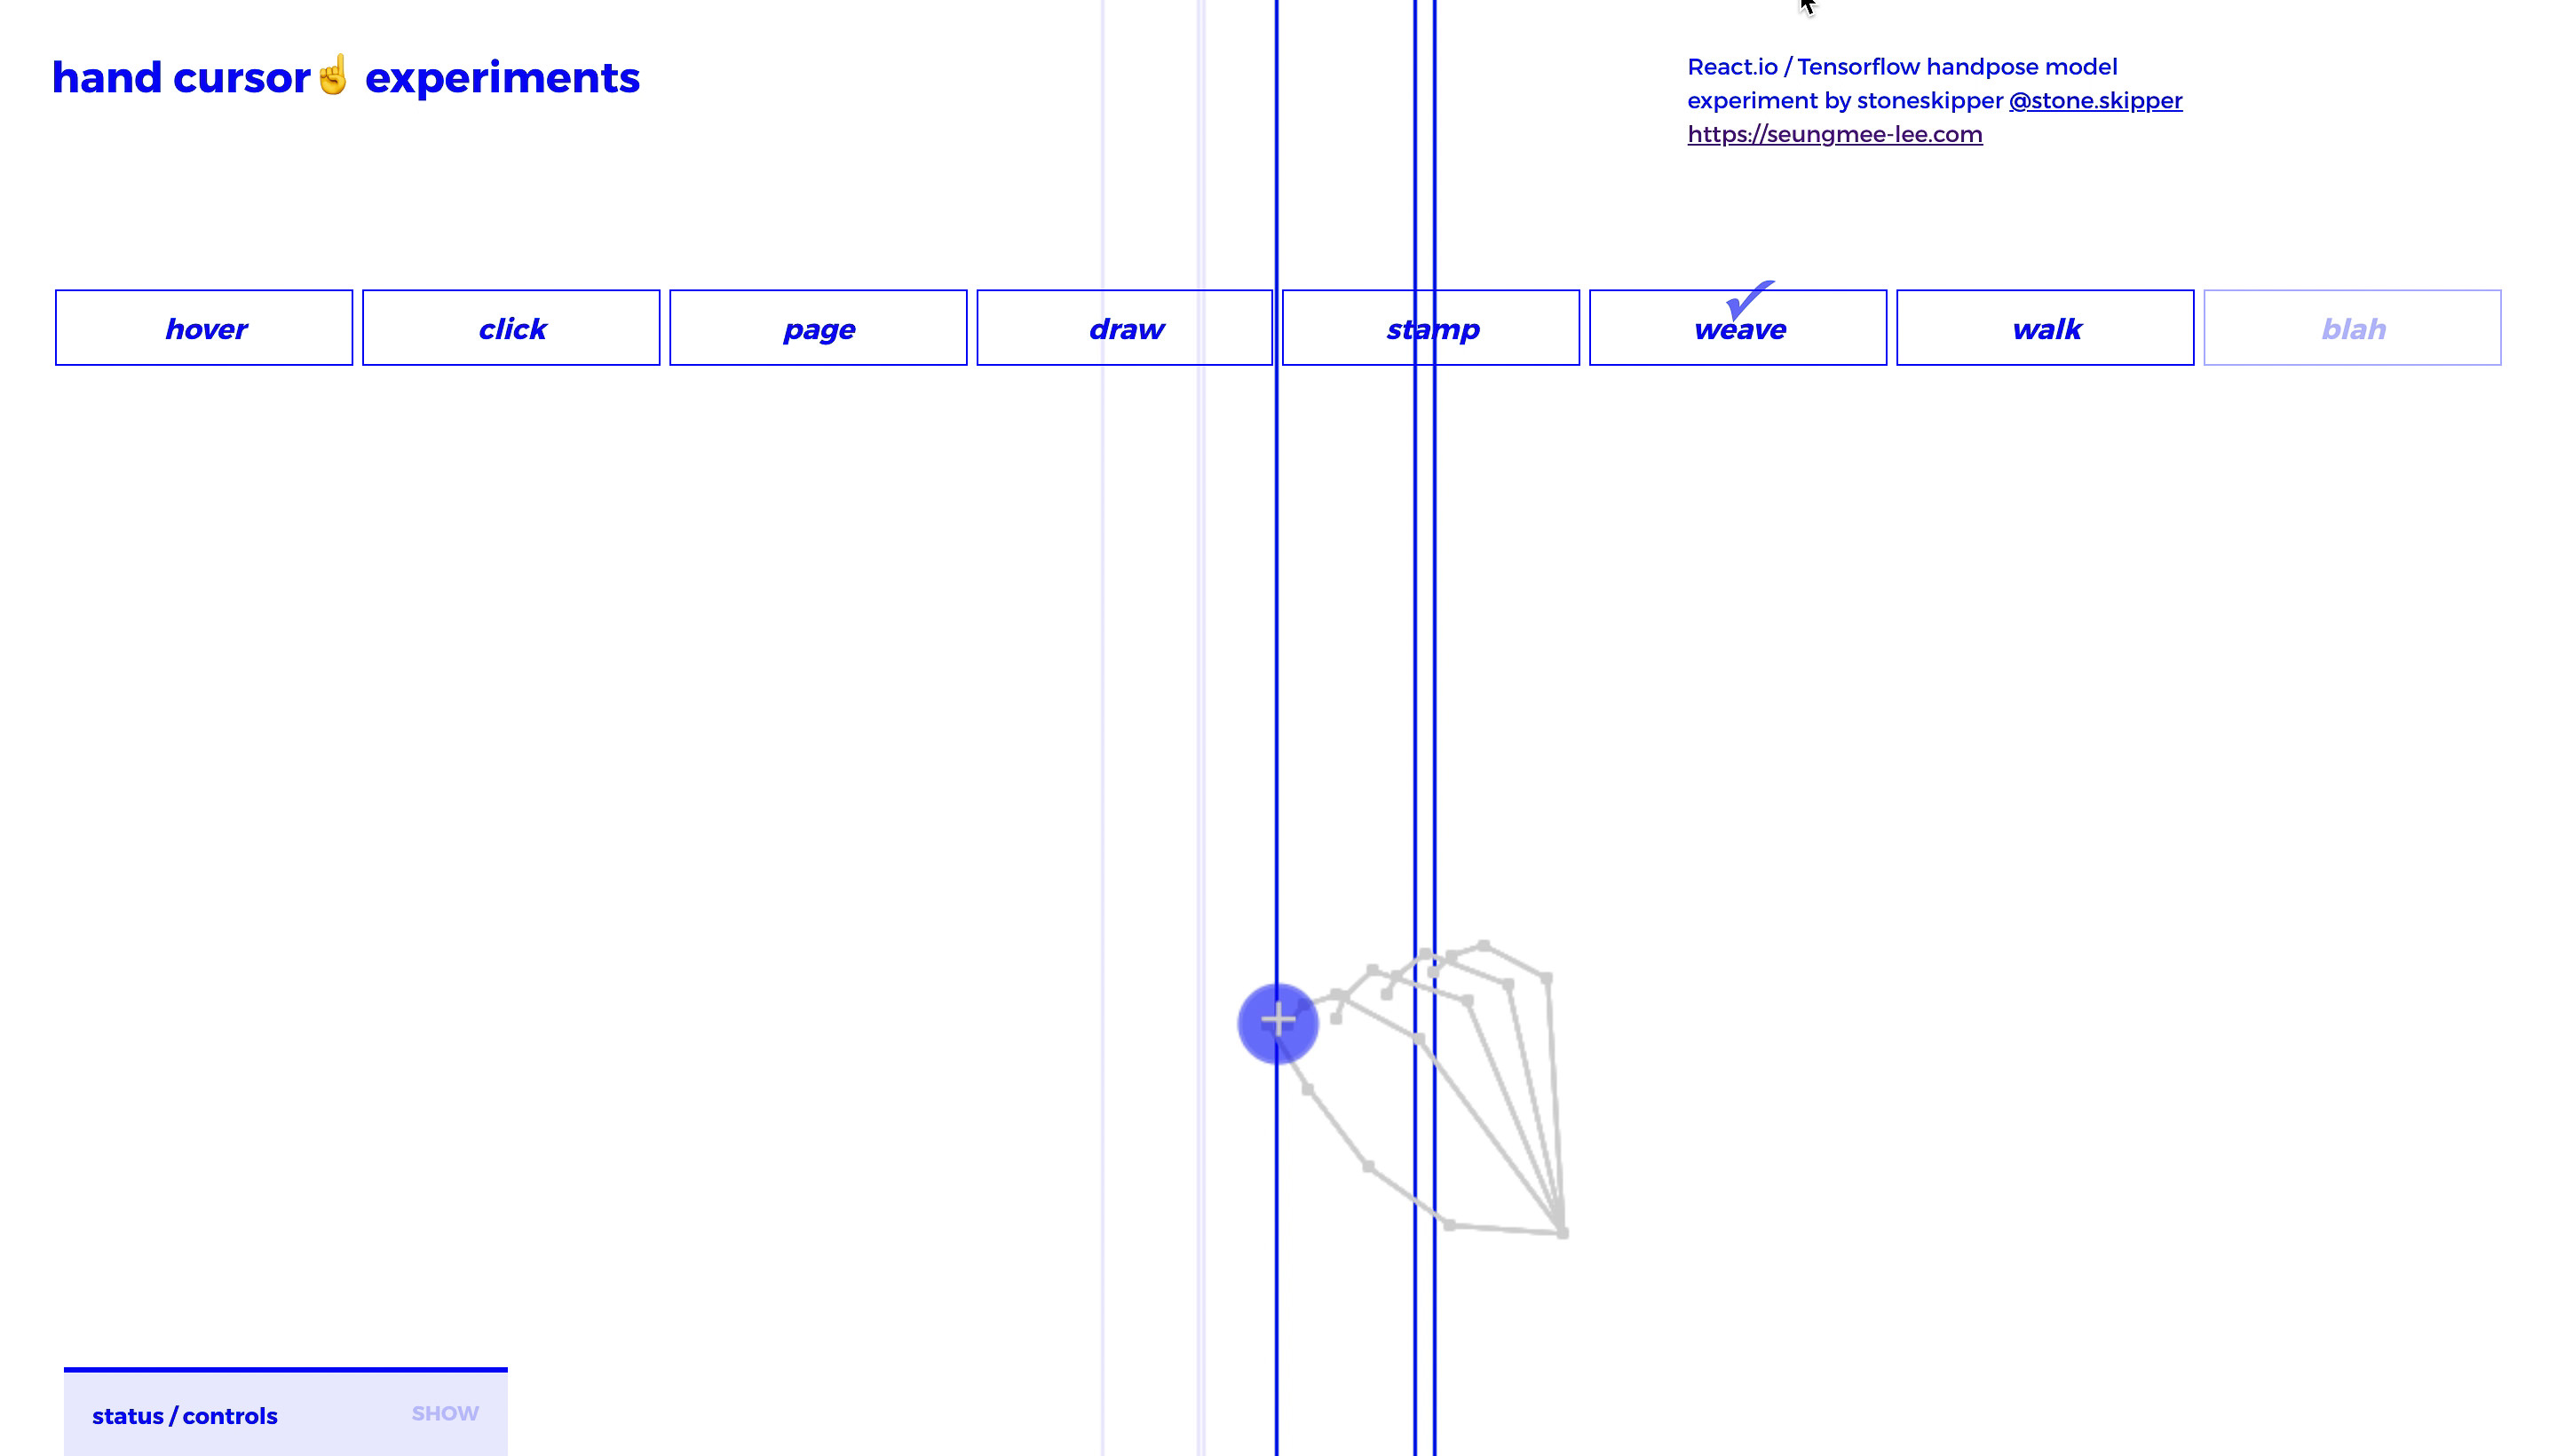 hand cursor☝ experiments
React.io / Tensorflow handpose model
experiment by stoneskipper @stone.skipper
https://seungmee-lee.com
hover
click
page
draw
stamp
weave
walk
blah
status / controls
SHOW